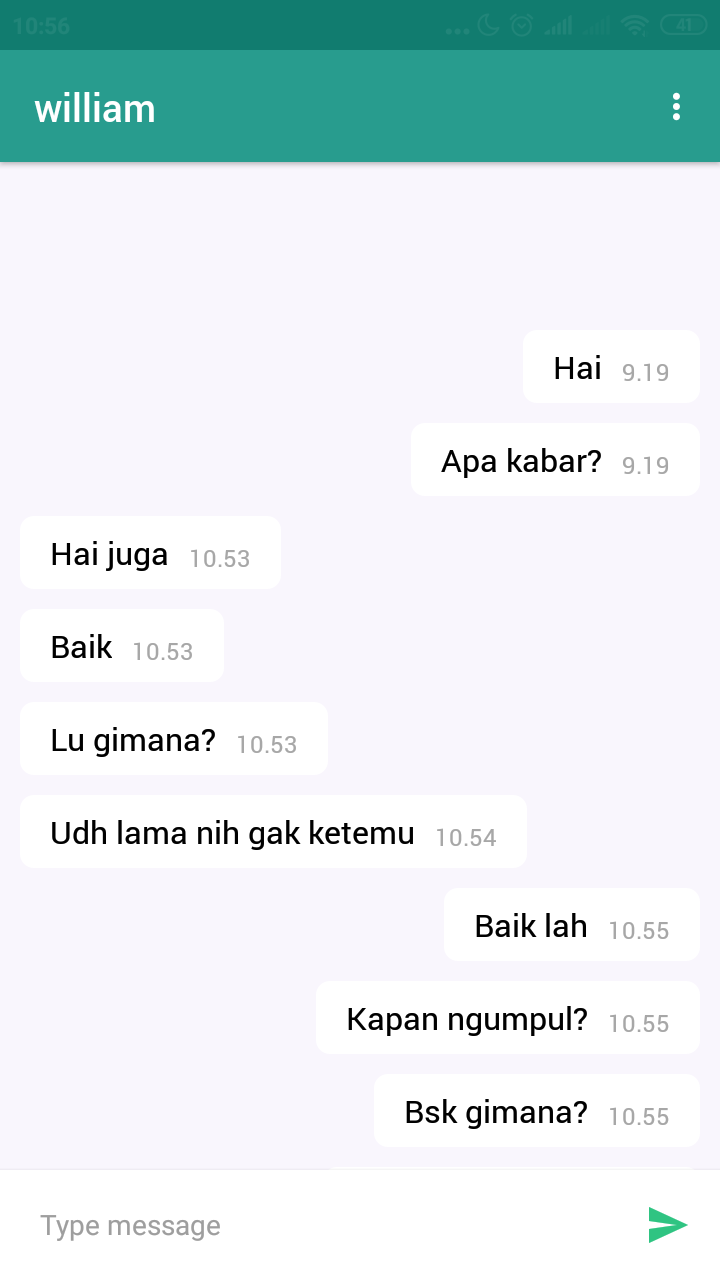 10:56
41
william
Hai 9.19
Apa kabar? 9.19
Hai juga 10.53
Baik 10.53
Lu gimana? 10.53
Udh lama nih gak ketemu 10.54
Baik lah 10.55
Kapan ngumpul? 10.55
Bsk gimana? 10.55
Type message